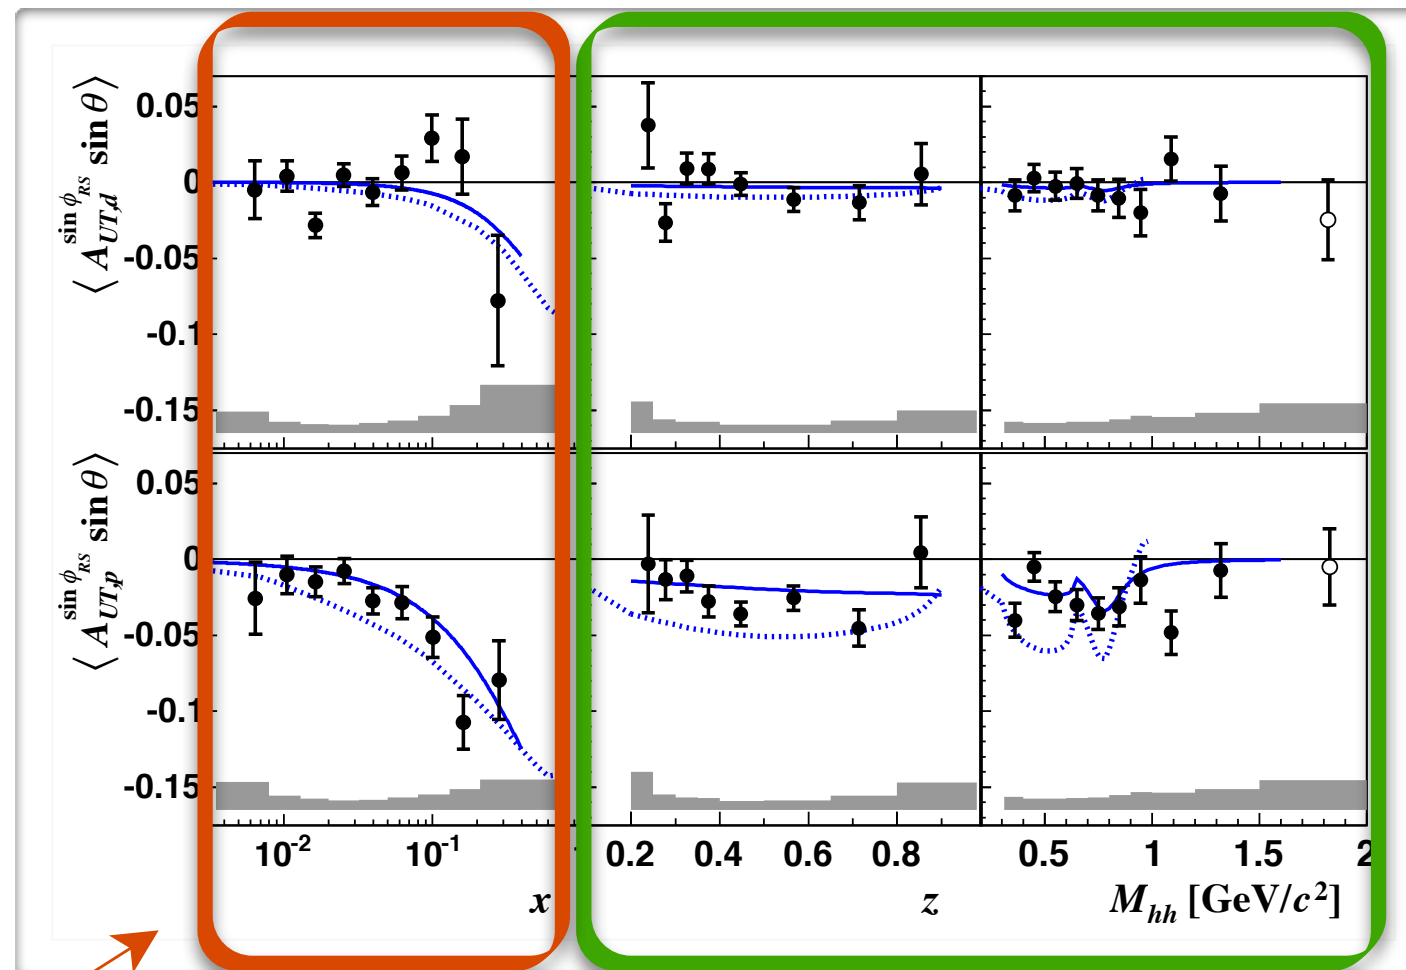 ⟨ A_{UT,d}^{sin ϕ_{RS}} sin θ ⟩
0.05
0
-0.05
-0.1
-0.15
⟨ A_{UT,p}^{sin ϕ_{RS}} sin θ ⟩
0.05
0
-0.05
-0.1
-0.15
10^{-2} 10^{-1} 0.2 0.4 0.6 0.8 0.5 1 1.5 2
x z M_{hh} [GeV/c^2]